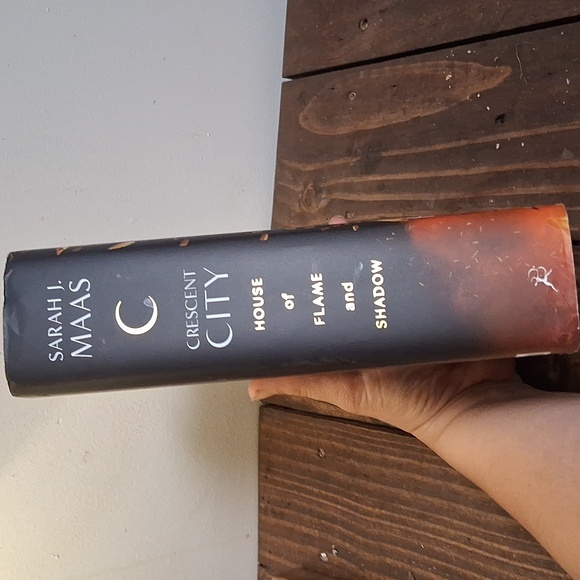 SARAH J.
MAAS
CRESCENT
CITY
HOUSE
of
FLAME
and
SHADOW